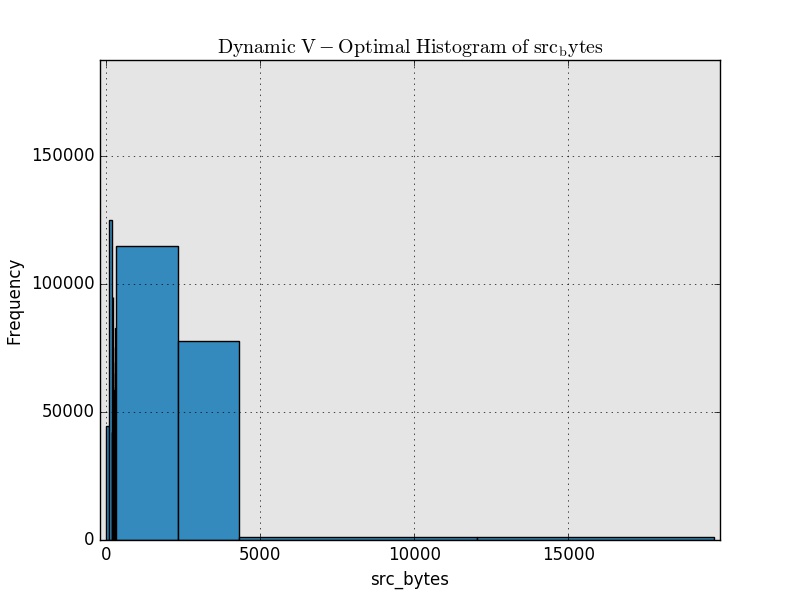 Dynamic V − Optimal Histogram of src_bytes
150000
100000
50000
0
Frequency
0 5000 10000 15000
src_bytes